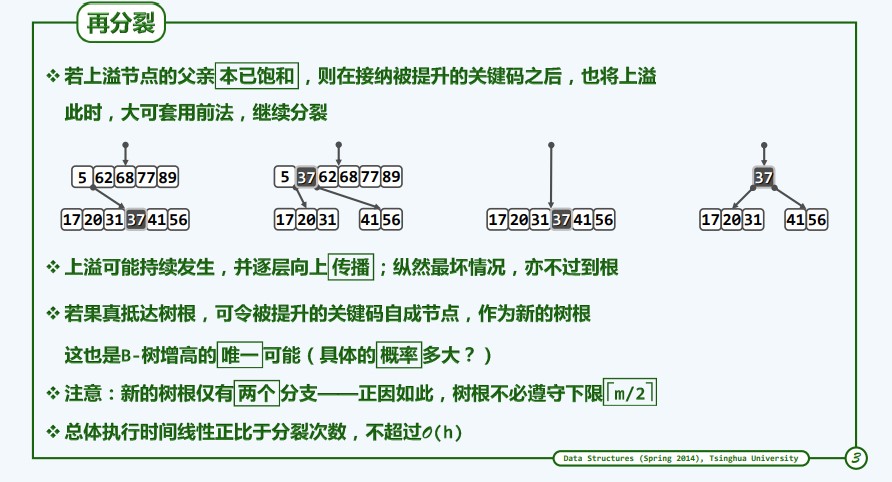 再分裂
❖ 若上溢节点的父亲本已饱和，则在接纳被提升的关键码之后，也将上溢
此时，大可套用前法，继续分裂
5 62 68 77 89
5 37 62 68 77 89
37
17 20 31 37 41 56
17 20 31
41 56
17 20 31 37 41 56
17 20 31
41 56
❖ 上溢可能持续发生，并逐层向上传播；纵然最坏情况，亦不过到根
❖ 若果真抵达树根，可令被提升的关键码自成节点，作为新的树根
这也是B-树增高的唯一可能（具体的概率多大？）
❖ 注意：新的树根仅有两个分支——正因如此，树根不必遵守下限⌈m/2⌉
❖ 总体执行时间线性正比于分裂次数，不超过O(h)
Data Structures (Spring 2014), Tsinghua University
3